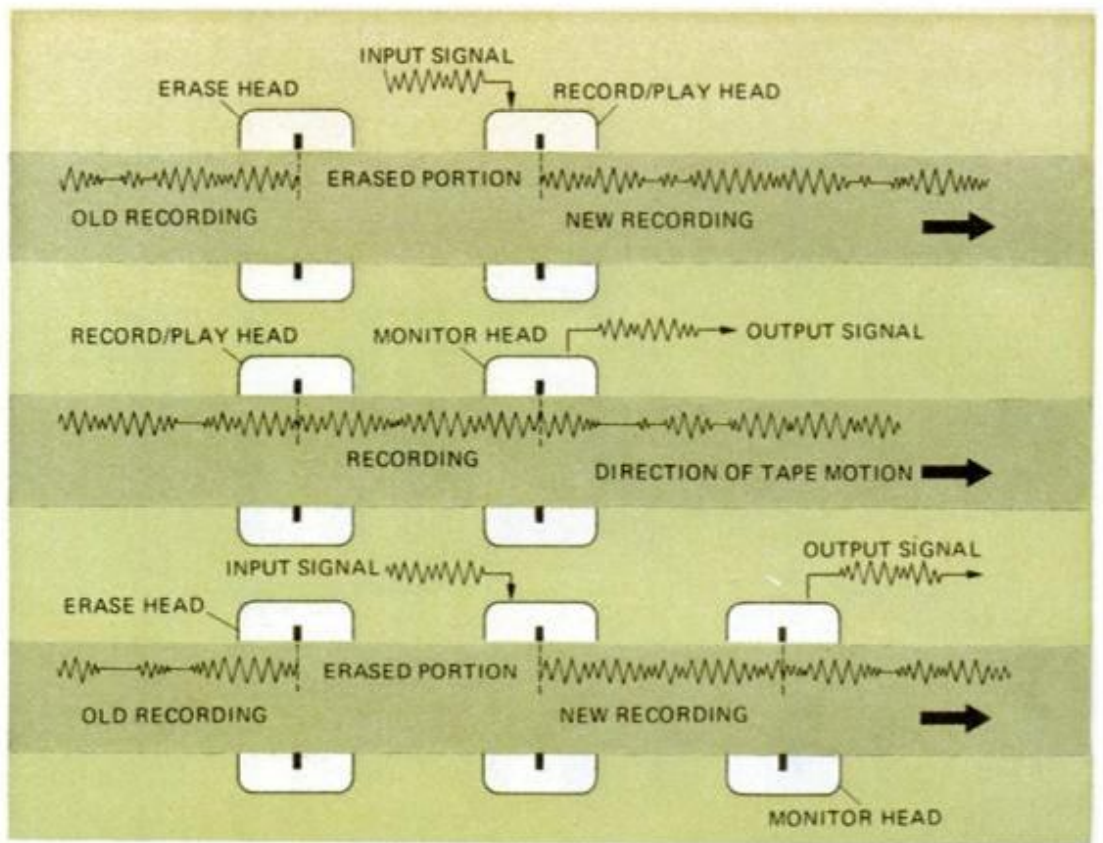 INPUT SIGNAL
ERASE HEAD
RECORD/PLAY HEAD
ERASED PORTION
OLD RECORDING
NEW RECORDING
RECORD/PLAY HEAD
MONITOR HEAD
OUTPUT SIGNAL
RECORDING
DIRECTION OF TAPE MOTION
OUTPUT SIGNAL
INPUT SIGNAL
ERASE HEAD
ERASED PORTION
OLD RECORDING
NEW RECORDING
MONITOR HEAD